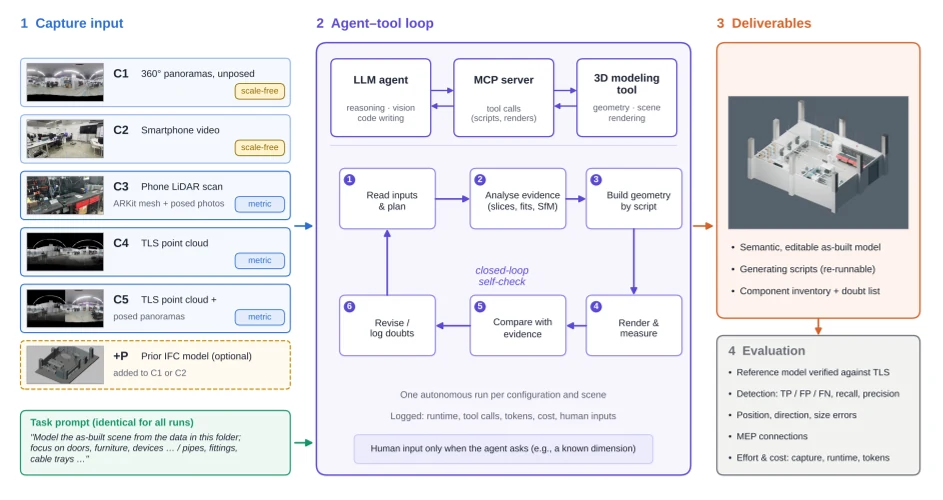 1 Capture input
C1 360° panoramas, unposed
scale-free
C2 Smartphone video
scale-free
C3 Phone LiDAR scan
ARKit mesh + posed photos
metric
C4 TLS point cloud
metric
C5 TLS point cloud +
posed panoramas
metric
+P Prior IFC model (optional)
added to C1 or C2
Task prompt (identical for all runs)
"Model the as-built scene from the data in this folder;
focus on doors, furniture, devices … / pipes, fittings,
cable trays …"
2 Agent–tool loop
LLM agent
reasoning · vision
code writing
MCP server
tool calls
(scripts, renders)
3D modeling
tool
geometry · scene
rendering
1
Read inputs
& plan
2
Analyse evidence
(slices, fits, SfM)
3
Build geometry
by script
closed-loop
self-check
6
Revise /
log doubts
5
Compare with
evidence
4
Render &
measure
One autonomous run per configuration and scene
Logged: runtime, tool calls, tokens, cost, human inputs
Human input only when the agent asks (e.g., a known dimension)
3 Deliverables
• Semantic, editable as-built model
• Generating scripts (re-runnable)
• Component inventory + doubt list
4 Evaluation
• Reference model verified against TLS
• Detection: TP / FP / FN, recall, precision
• Position, direction, size errors
• MEP connections
• Effort & cost: capture, runtime, tokens